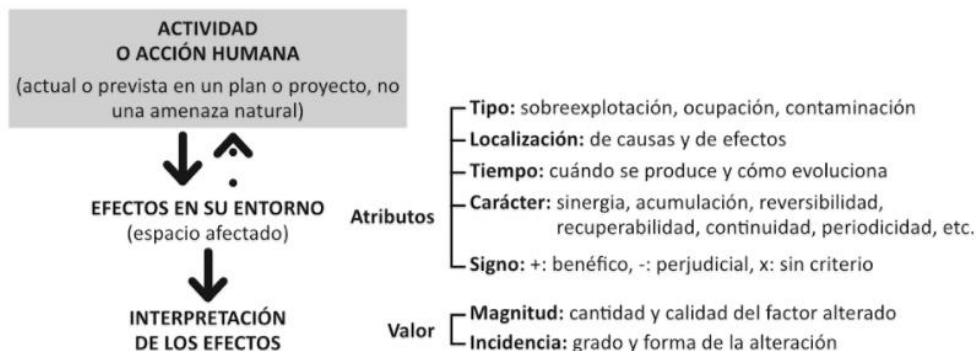 ACTIVIDAD
O ACCIÓN HUMANA
(actual o prevista en un plan o proyecto, no
una amenaza natural)
EFECTOS EN SU ENTORNO
(espacio afectado)
Atributos
Tipo: sobreexplotación, ocupación, contaminación
Localización: de causas y de efectos
Tiempo: cuándo se produce y cómo evoluciona
Carácter: sinergia, acumulación, reversibilidad,
recuperabilidad, continuidad, periodicidad, etc.
Signo: +: benéfico, -: perjudicial, x: sin criterio
INTERPRETACIÓN
DE LOS EFECTOS
Valor
Magnitud: cantidad y calidad del factor alterado
Incidencia: grado y forma de la alteración